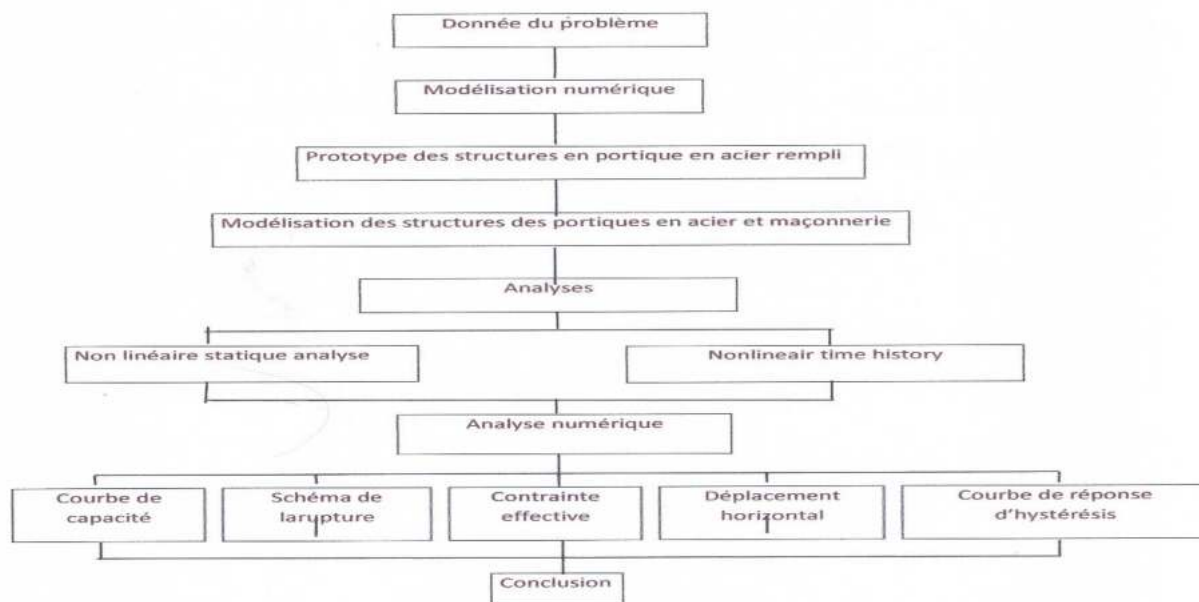 Donnée du problème
Modélisation numérique
Prototype des structures en portique en acier rempli
Modélisation des structures des portiques en acier et maçonnerie
Analyses
Non linéaire statique analyse
Nonlineair time history
Analyse numérique
Courbe de
capacité
Schéma de
larupture
Contrainte
effective
Déplacement
horizontal
Courbe de réponse
d'hystérésis
Conclusion